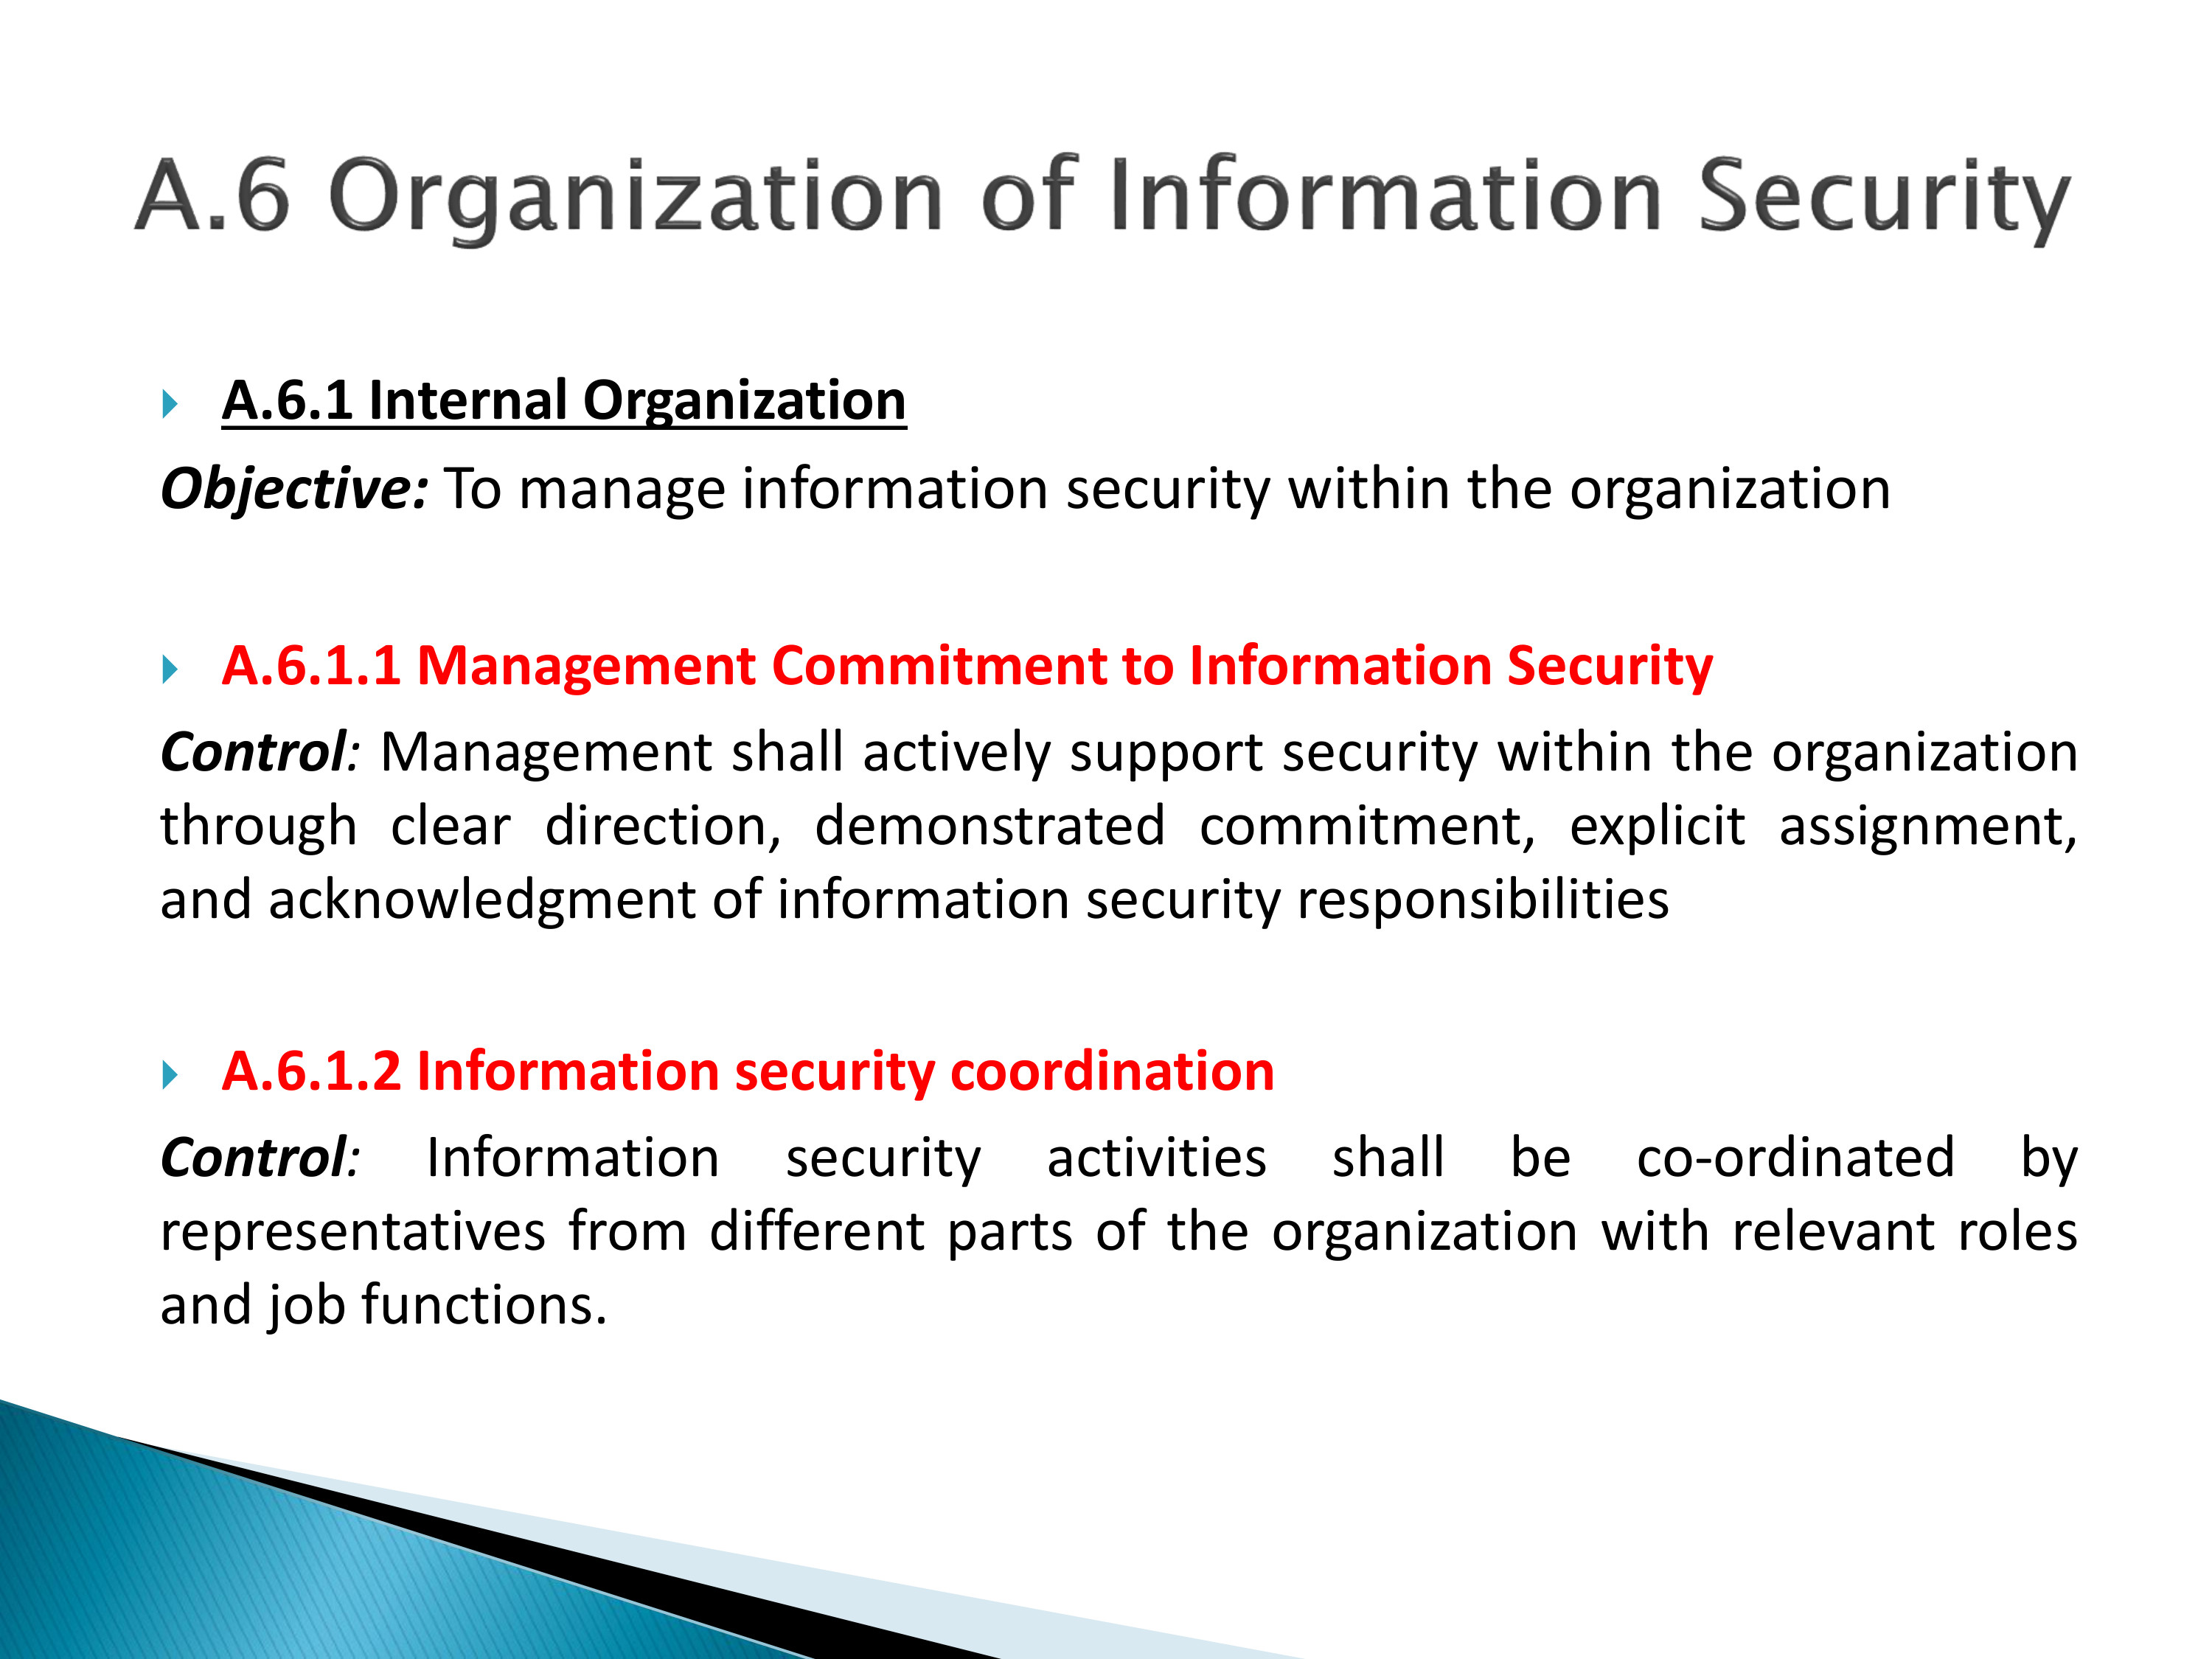 A.6 Organization of Information Security
A.6.1 Internal Organization
Objective: To manage information security within the organization
A.6.1.1 Management Commitment to Information Security
Control: Management shall actively support security within the organization
through clear direction, demonstrated commitment, explicit assignment,
and acknowledgment of information security responsibilities
A.6.1.2 Information security coordination
Control: Information security activities shall be co-ordinated by
representatives from different parts of the organization with relevant roles
and job functions.